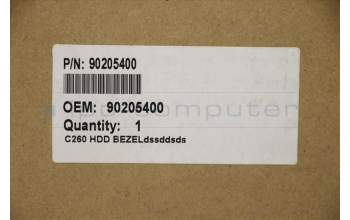 P/N: 90205400
OEM: 90205400
Quantity: 1
C260 HDD BEZELdssddsds